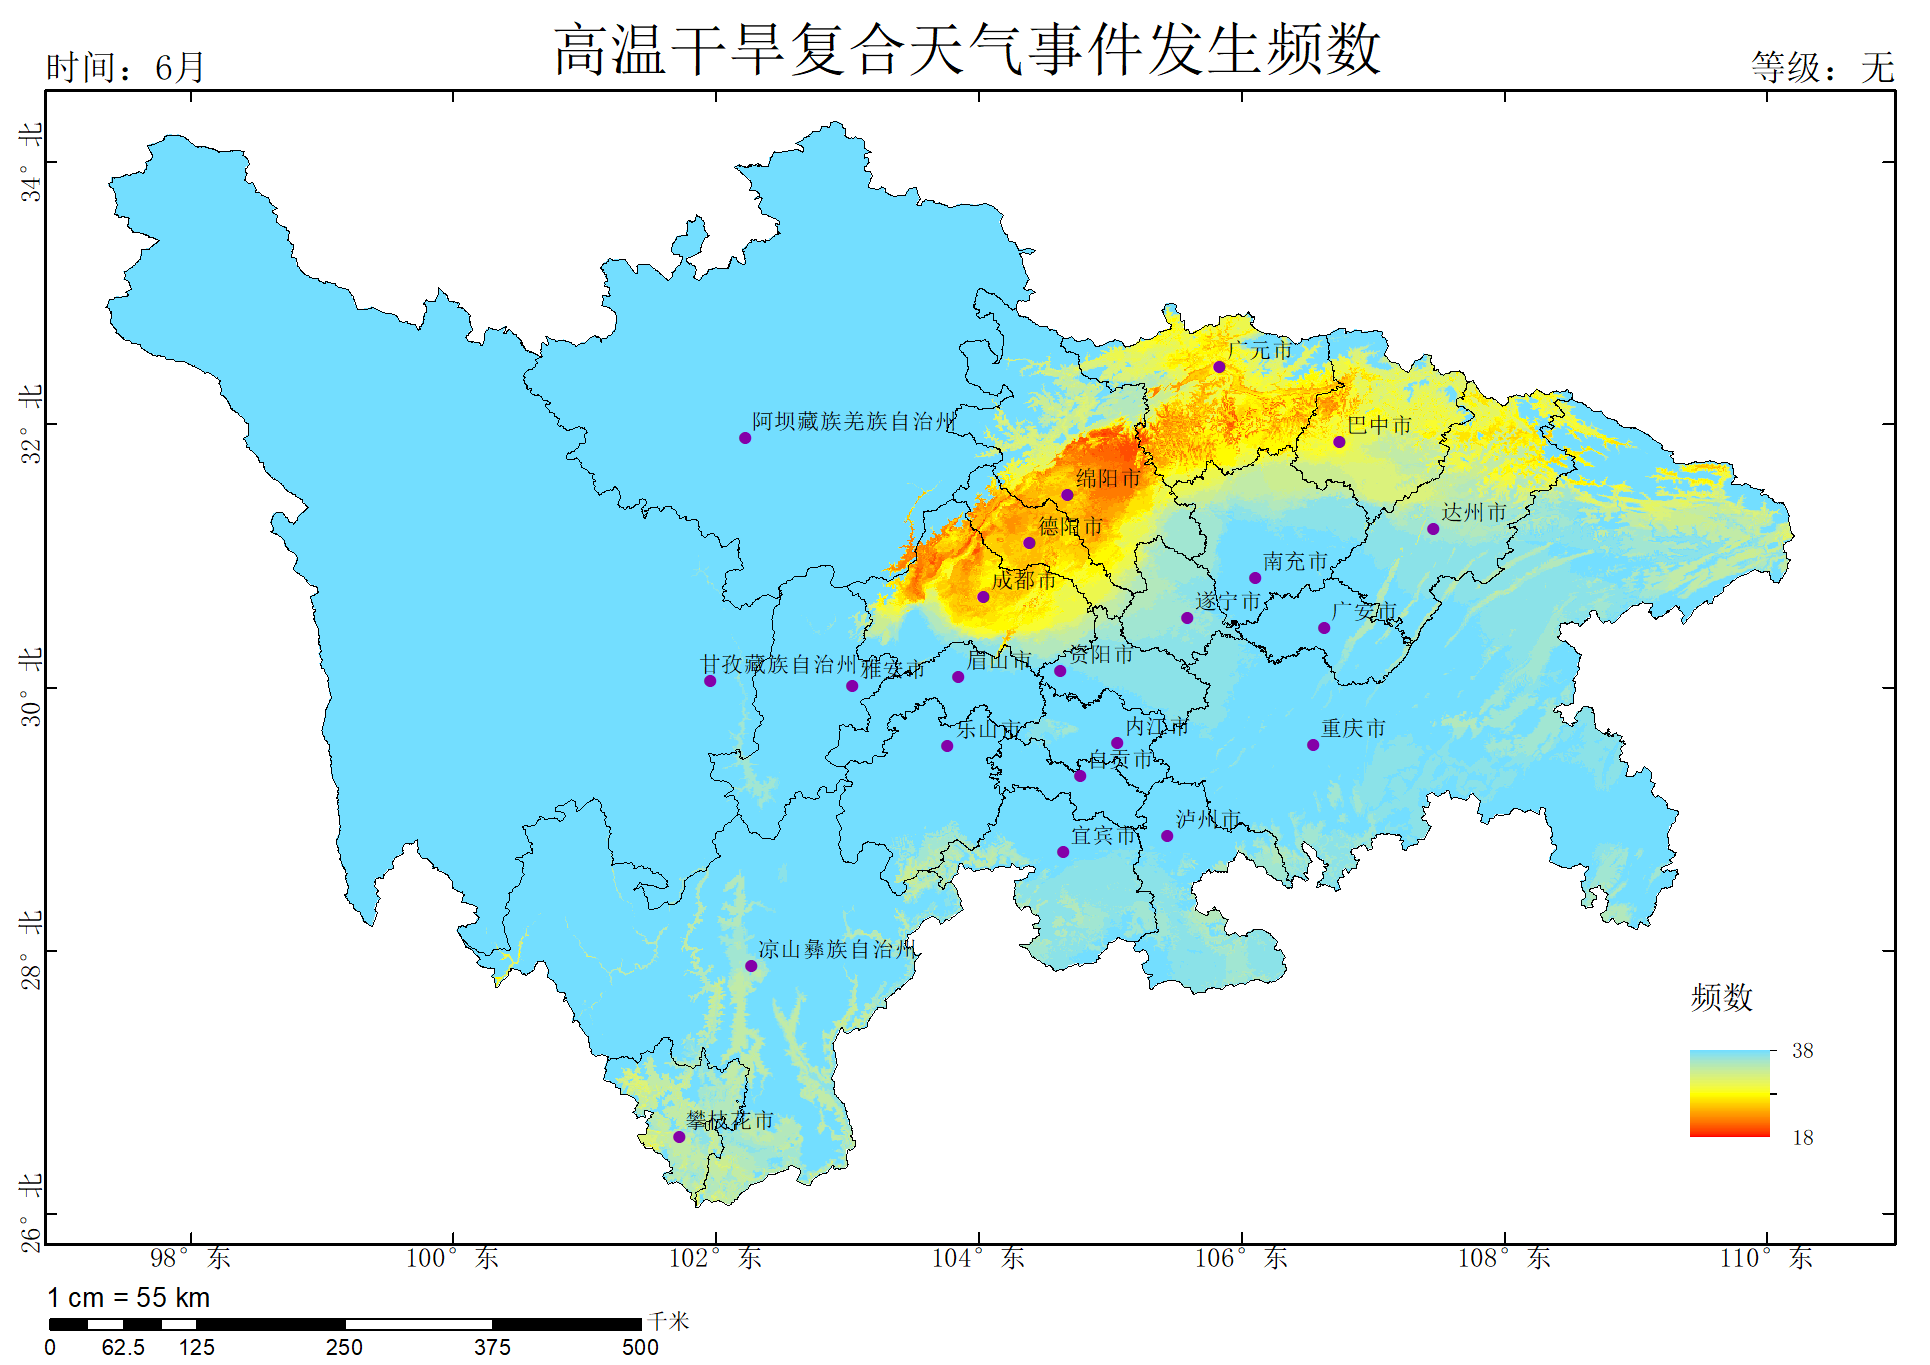 高温干旱复合天气事件发生频数
时间：6月
等级：无
34°北
32°北
30°北
28°北
26°北
广元市
阿坝藏族羌族自治州
巴中市
绵阳市
达州市
德阳市
南充市
成都市
遂宁市
广安市
甘孜藏族自治州
雅安市
眉山市
资阳市
乐山市
内江市
重庆市
自贡市
泸州市
宜宾市
凉山彝族自治州
攀枝花市
频数
38
18
98°东 100°东 102°东 104°东 106°东 108°东 110°东
1 cm = 55 km
千米
0 62.5 125 250 375 500